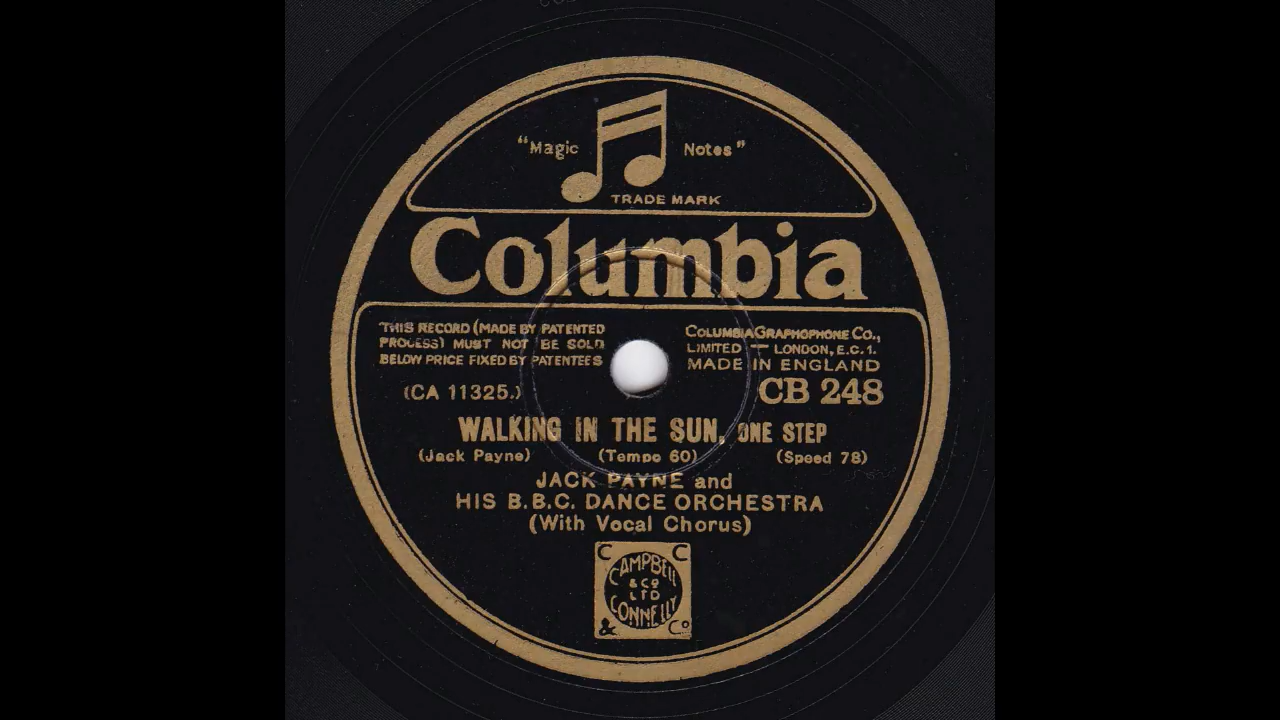 "Magic Notes"
TRADE MARK
Columbia
THIS RECORD (MADE BY PATENTED
PROCESS) MUST NOT BE SOLD
BELOW PRICE FIXED BY PATENTEES
COLUMBIA GRAPHOPHONE CO.,
LIMITED — LONDON, E.C.1.
MADE IN ENGLAND
(CA 11325.)
CB 248
WALKING IN THE SUN, ONE STEP
(Jack Payne) (Tempo 60) (Speed 78)
JACK PAYNE and
HIS B.B.C. DANCE ORCHESTRA
(With Vocal Chorus)
C C
CAMPBELL
& CO
LTD
CONNELLY
& Co